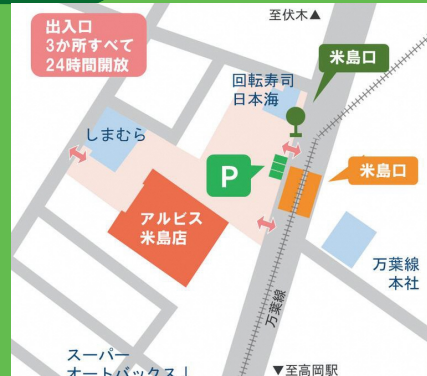 出入口
3か所すべて
24時間開放
至伏木▲
米島口
回転寿司
日本海
しまむら
P
米島口
アルビス
米島店
万葉線
本社
万葉線
スーパー
オートバックス
▼至高岡駅